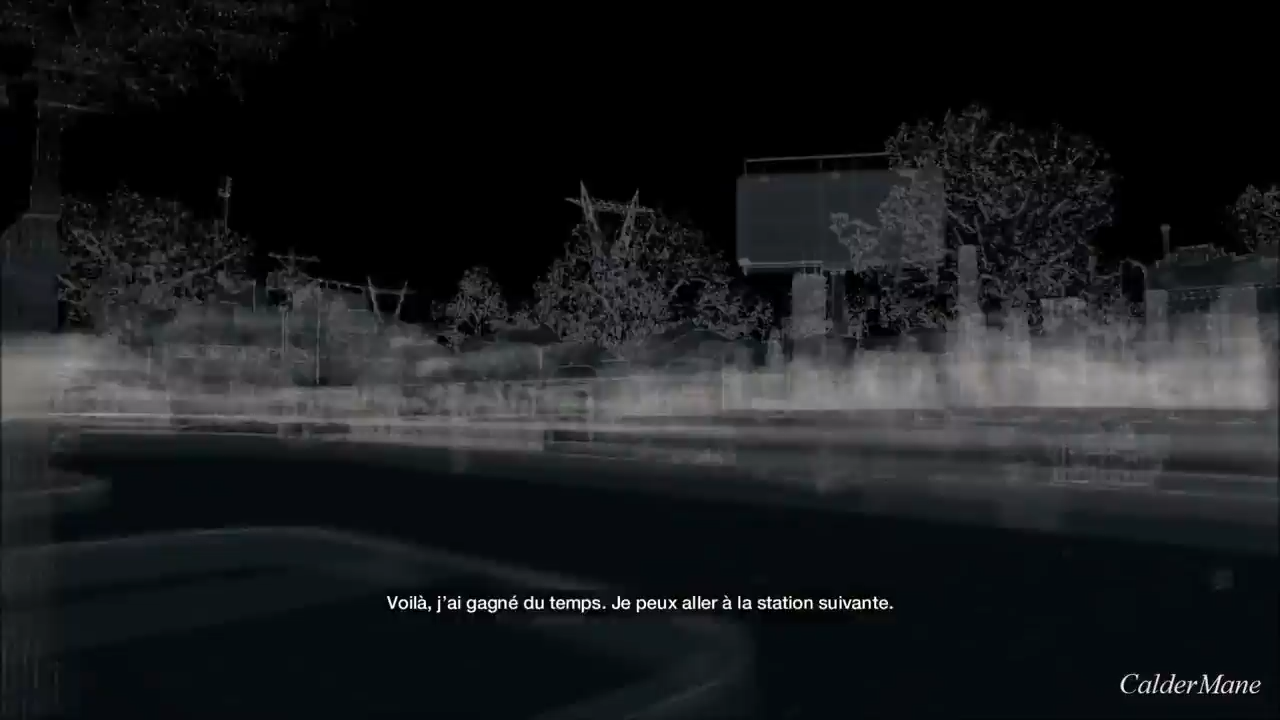 Voilà, j’ai gagné du temps. Je peux aller à la station suivante.
CalderMane